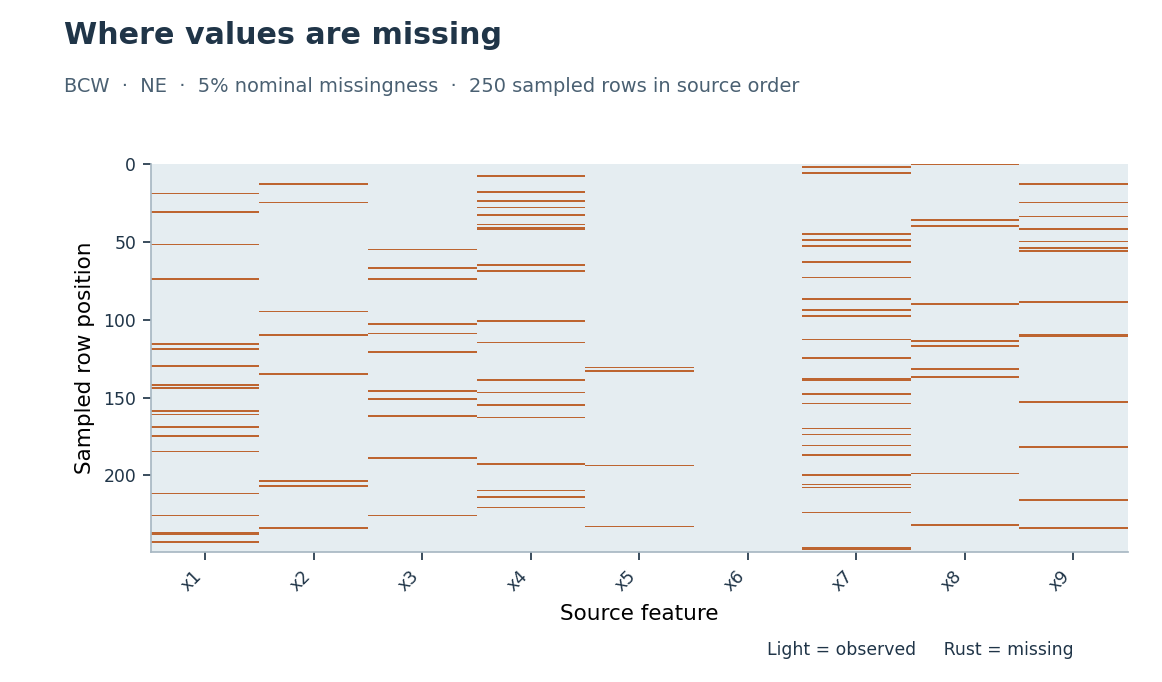 Where values are missing
BCW · NE · 5% nominal missingness · 250 sampled rows in source order
0
50
100
150
200
Sampled row position
x1 x2 x3 x4 x5 x6 x7 x8 x9
Source feature
Light = observed Rust = missing